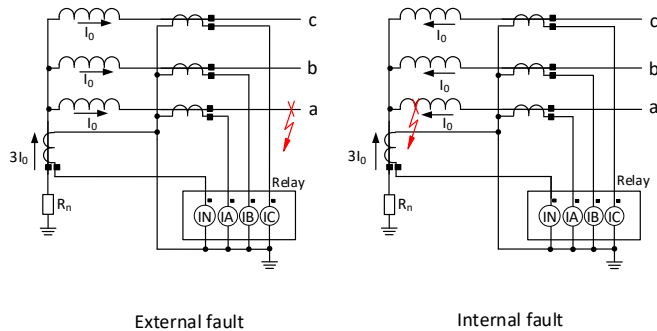 c
I0
b
I0
a
I0
3I0
Relay
Rn
IN IA IB IC
External fault
c
I0
b
I0
a
I0
3I0
Relay
Rn
IN IA IB IC
Internal fault